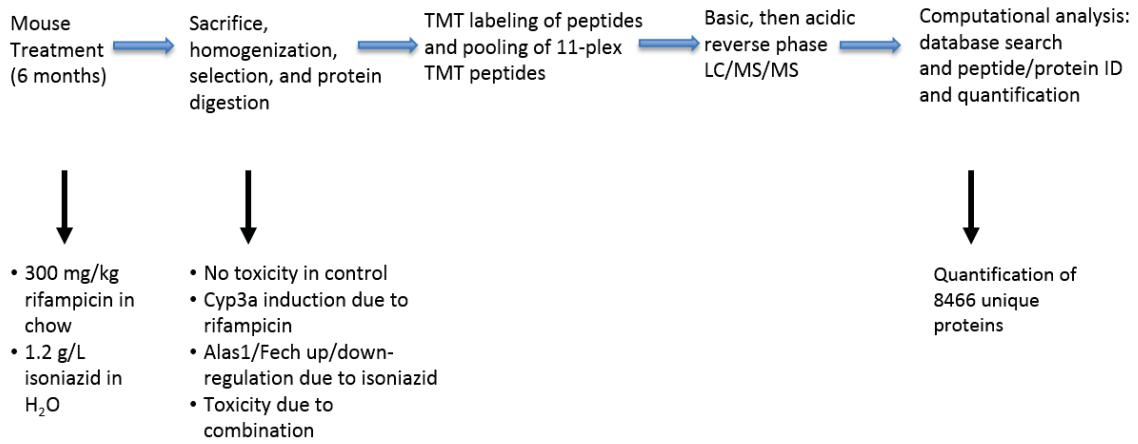 Mouse
Treatment
(6 months)
Sacrifice,
homogenization,
selection, and protein
digestion
TMT labeling of peptides
and pooling of 11-plex
TMT peptides
Basic, then acidic
reverse phase
LC/MS/MS
Computational analysis:
database search
and peptide/protein ID
and quantification
• 300 mg/kg
rifampicin in
chow
• 1.2 g/L
isoniazid in
H₂O
• No toxicity in control
• Cyp3a induction due to
rifampicin
• Alas1/Fech up/down-
regulation due to isoniazid
• Toxicity due to
combination
Quantification of
8466 unique
proteins